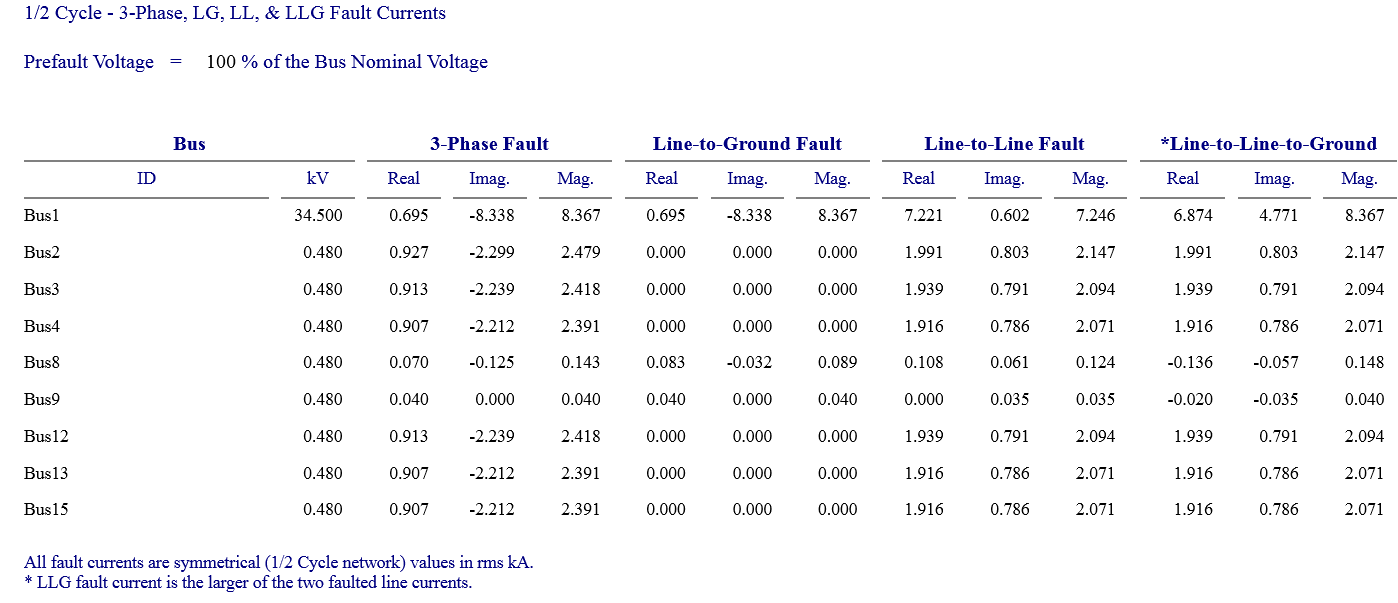 1/2 Cycle - 3-Phase, LG, LL, & LLG Fault Currents
Prefault Voltage = 100 % of the Bus Nominal Voltage
Bus 3-Phase Fault Line-to-Ground Fault Line-to-Line Fault *Line-to-Line-to-Ground
ID kV Real Imag. Mag. Real Imag. Mag. Real Imag. Mag. Real Imag. Mag.
Bus1 34.500 0.695 -8.338 8.367 0.695 -8.338 8.367 7.221 0.602 7.246 6.874 4.771 8.367
Bus2 0.480 0.927 -2.299 2.479 0.000 0.000 0.000 1.991 0.803 2.147 1.991 0.803 2.147
Bus3 0.480 0.913 -2.239 2.418 0.000 0.000 0.000 1.939 0.791 2.094 1.939 0.791 2.094
Bus4 0.480 0.907 -2.212 2.391 0.000 0.000 0.000 1.916 0.786 2.071 1.916 0.786 2.071
Bus8 0.480 0.070 -0.125 0.143 0.083 -0.032 0.089 0.108 0.061 0.124 -0.136 -0.057 0.148
Bus9 0.480 0.040 0.000 0.040 0.040 0.000 0.040 0.000 0.035 0.035 -0.020 -0.035 0.040
Bus12 0.480 0.913 -2.239 2.418 0.000 0.000 0.000 1.939 0.791 2.094 1.939 0.791 2.094
Bus13 0.480 0.907 -2.212 2.391 0.000 0.000 0.000 1.916 0.786 2.071 1.916 0.786 2.071
Bus15 0.480 0.907 -2.212 2.391 0.000 0.000 0.000 1.916 0.786 2.071 1.916 0.786 2.071
All fault currents are symmetrical (1/2 Cycle network) values in rms kA.
* LLG fault current is the larger of the two faulted line currents.